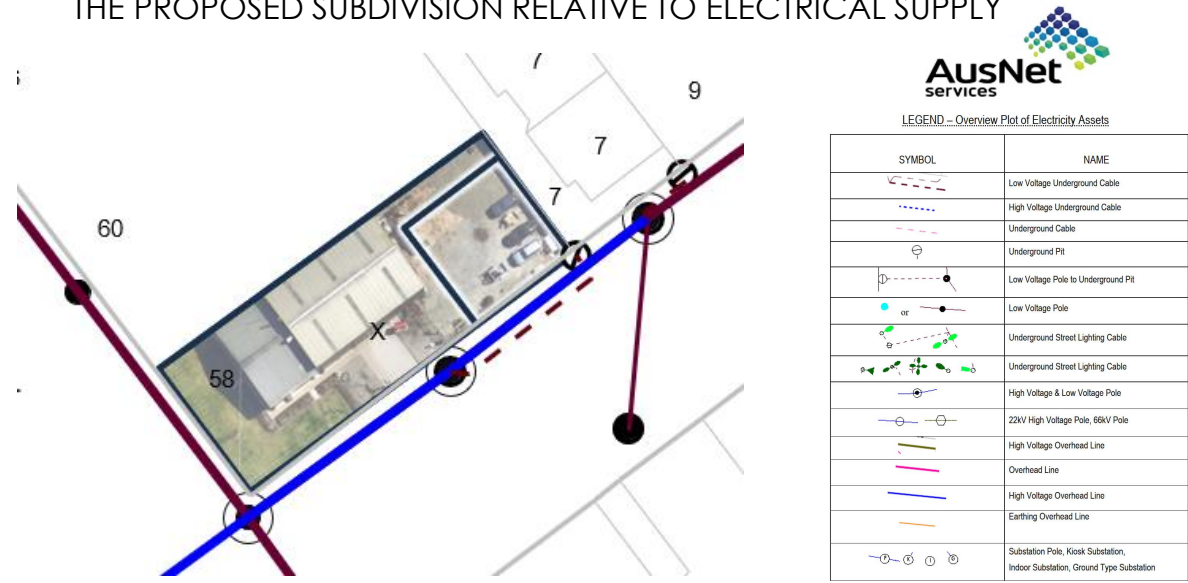 THE PROPOSED SUBDIVISION RELATIVE TO ELECTRICAL SUPPLY
AusNet
services
LEGEND – Overview Plot of Electricity Assets
SYMBOL NAME
Low Voltage Underground Cable
High Voltage Underground Cable
Underground Cable
Underground Pit
Low Voltage Pole to Underground Pit
or Low Voltage Pole
Underground Street Lighting Cable
Underground Street Lighting Cable
High Voltage & Low Voltage Pole
22kV High Voltage Pole, 66kV Pole
High Voltage Overhead Line
Overhead Line
High Voltage Overhead Line
Earthing Overhead Line
Substation Pole, Kiosk Substation,
Indoor Substation, Ground Type Substation
7
9
7
7
60
X
58